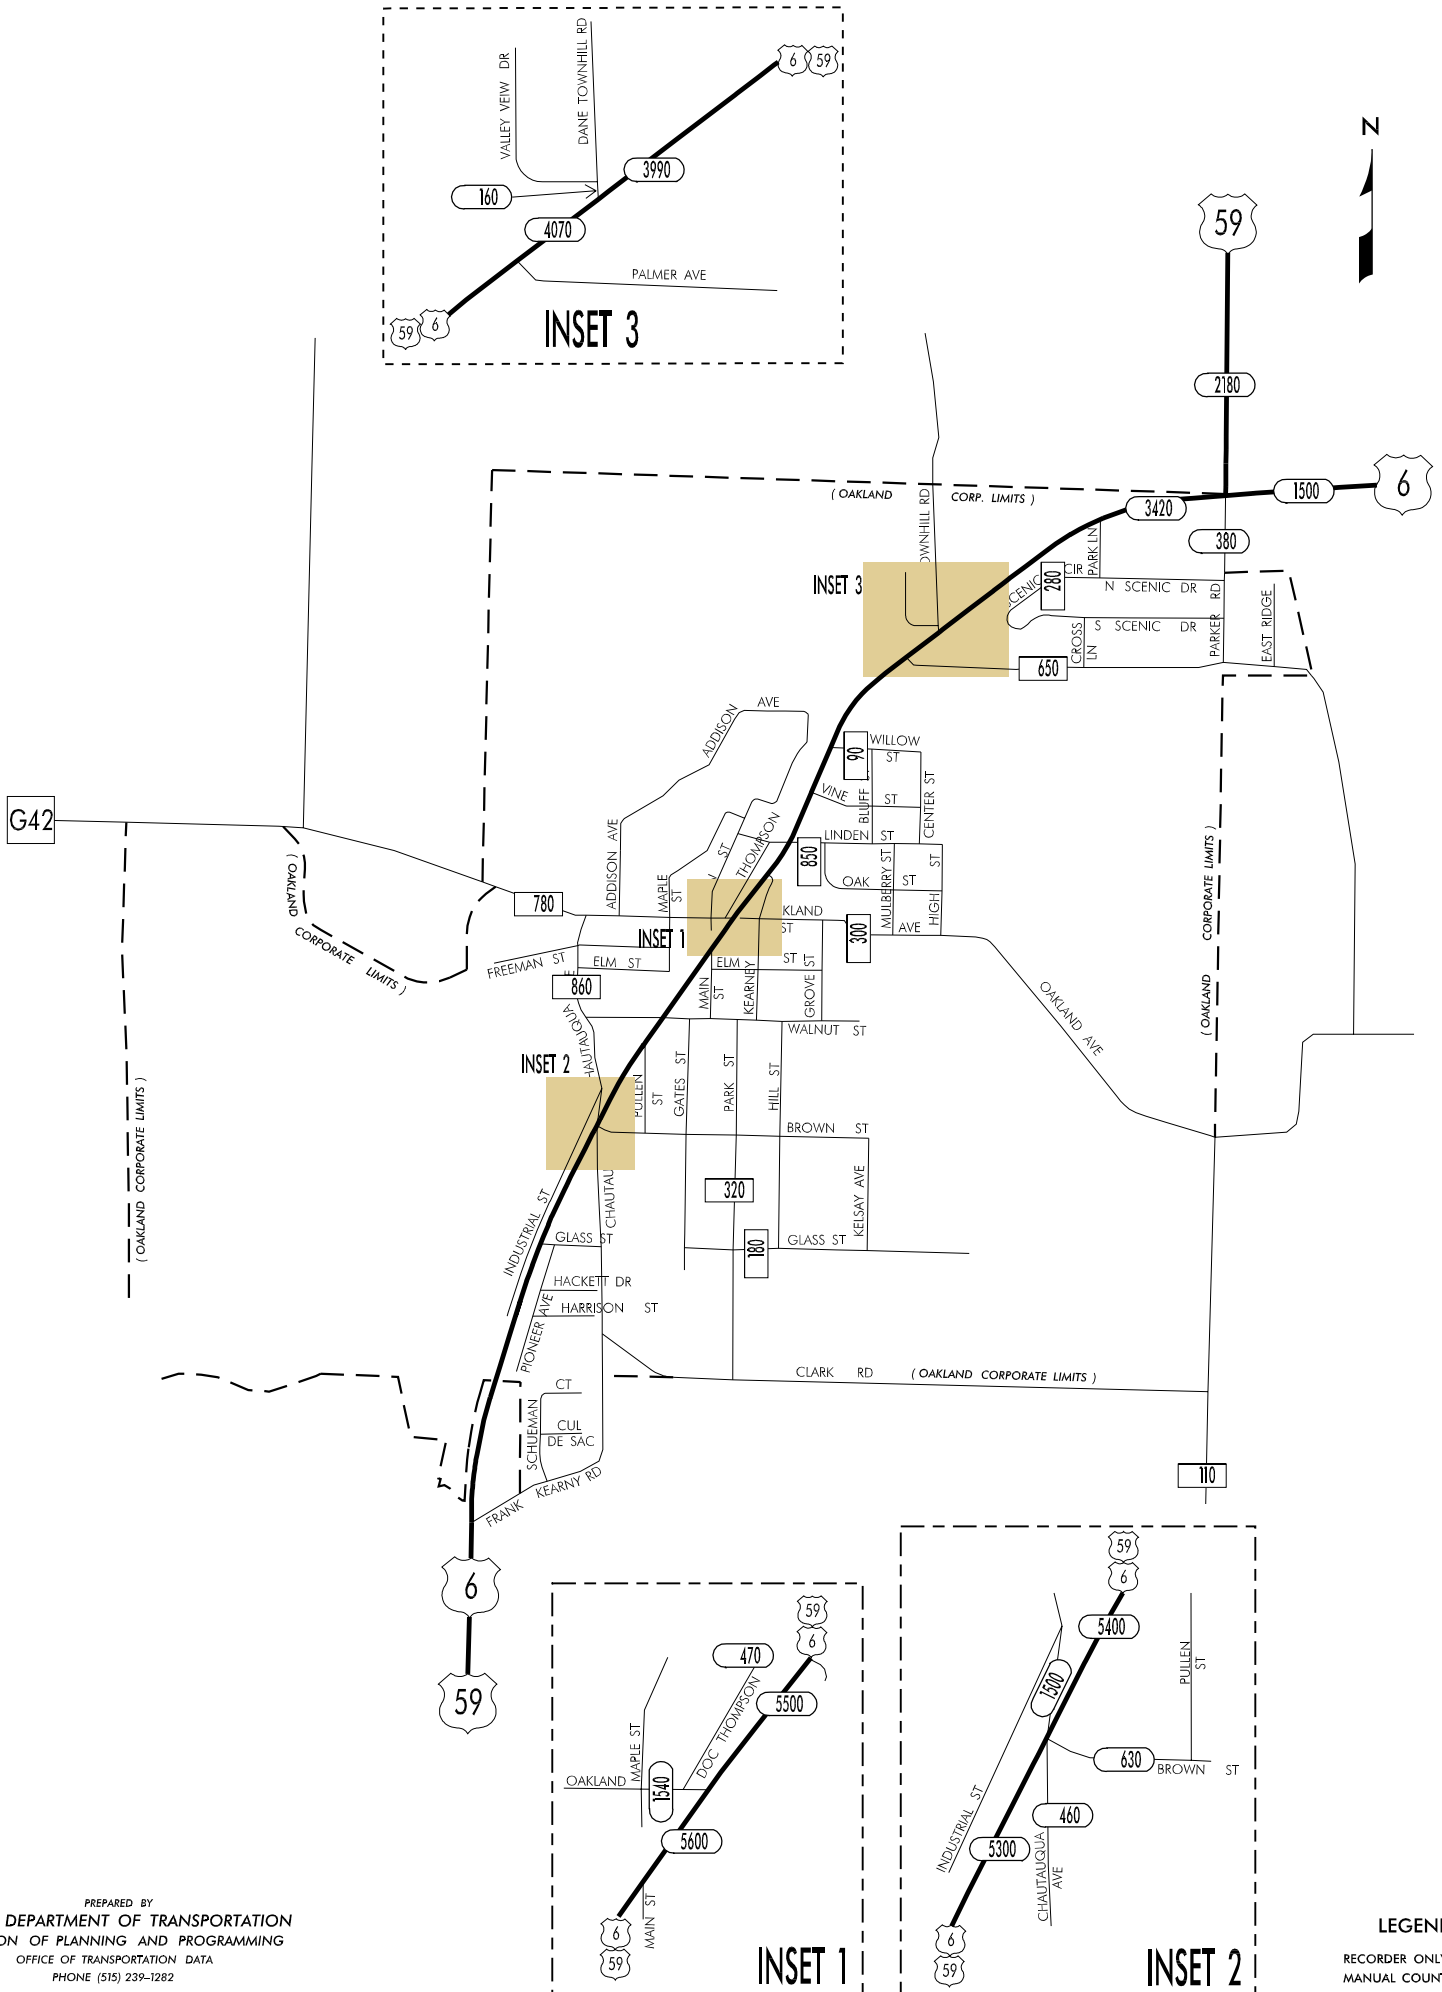 VALLEY VEIW DR
DANE TOWNHILL RD
6
59
3990
160
4070
PALMER AVE
59
6
INSET 3
N
59
2180
6
1500
( OAKLAND CORP. LIMITS )
3420
380
OWNHILL RD
INSET 3
PARK LN
SCENIC
CIR
280
N SCENIC DR
S SCENIC DR
CROSS
LN
PARKER RD
EAST RIDGE
650
ADDISON AVE
90
WILLOW
ST
VINE ST
BLUFF
CENTER ST
LINDEN ST
850
OAK ST
MULBERRY ST
HIGH ST
G42
( OAKLAND
CORPORATE LIMITS )
780
ADDISON AVE
MAPLE
ST
ST
THOMPSON
KLAND
ST
300
AVE
INSET 1
FREEMAN ST
ELM ST
860
ELM ST
MAIN
ST
KEARNEY
GROVE ST
WALNUT ST
OAKLAND AVE
( OAKLAND CORPORATE LIMITS )
HAUTAUQUA
INSET 2
PULLEN
ST
GATES ST
PARK ST
HILL ST
BROWN ST
( OAKLAND CORPORATE LIMITS )
CHAUTAU
320
KELSAY AVE
INDUSTRIAL ST
GLASS ST
180
GLASS ST
HACKETT DR
HARRISON ST
PIONEER AVE
CLARK RD
( OAKLAND CORPORATE LIMITS )
CT
CUL
DE SAC
SCHUEMAN
FRANK KEARNY RD
110
6
59
59
6
470
5500
DOC THOMPSON
MAPLE ST
OAKLAND
1540
5600
MAIN ST
6
59
INSET 1
59
6
5400
1500
PULLEN
ST
630
BROWN ST
460
INDUSTRIAL ST
5300
CHAUTAUQUA
AVE
6
59
INSET 2
PREPARED BY
DEPARTMENT OF TRANSPORTATION
ON OF PLANNING AND PROGRAMMING
OFFICE OF TRANSPORTATION DATA
PHONE (515) 239-1282
LEGEN
RECORDER ONL
MANUAL COUN